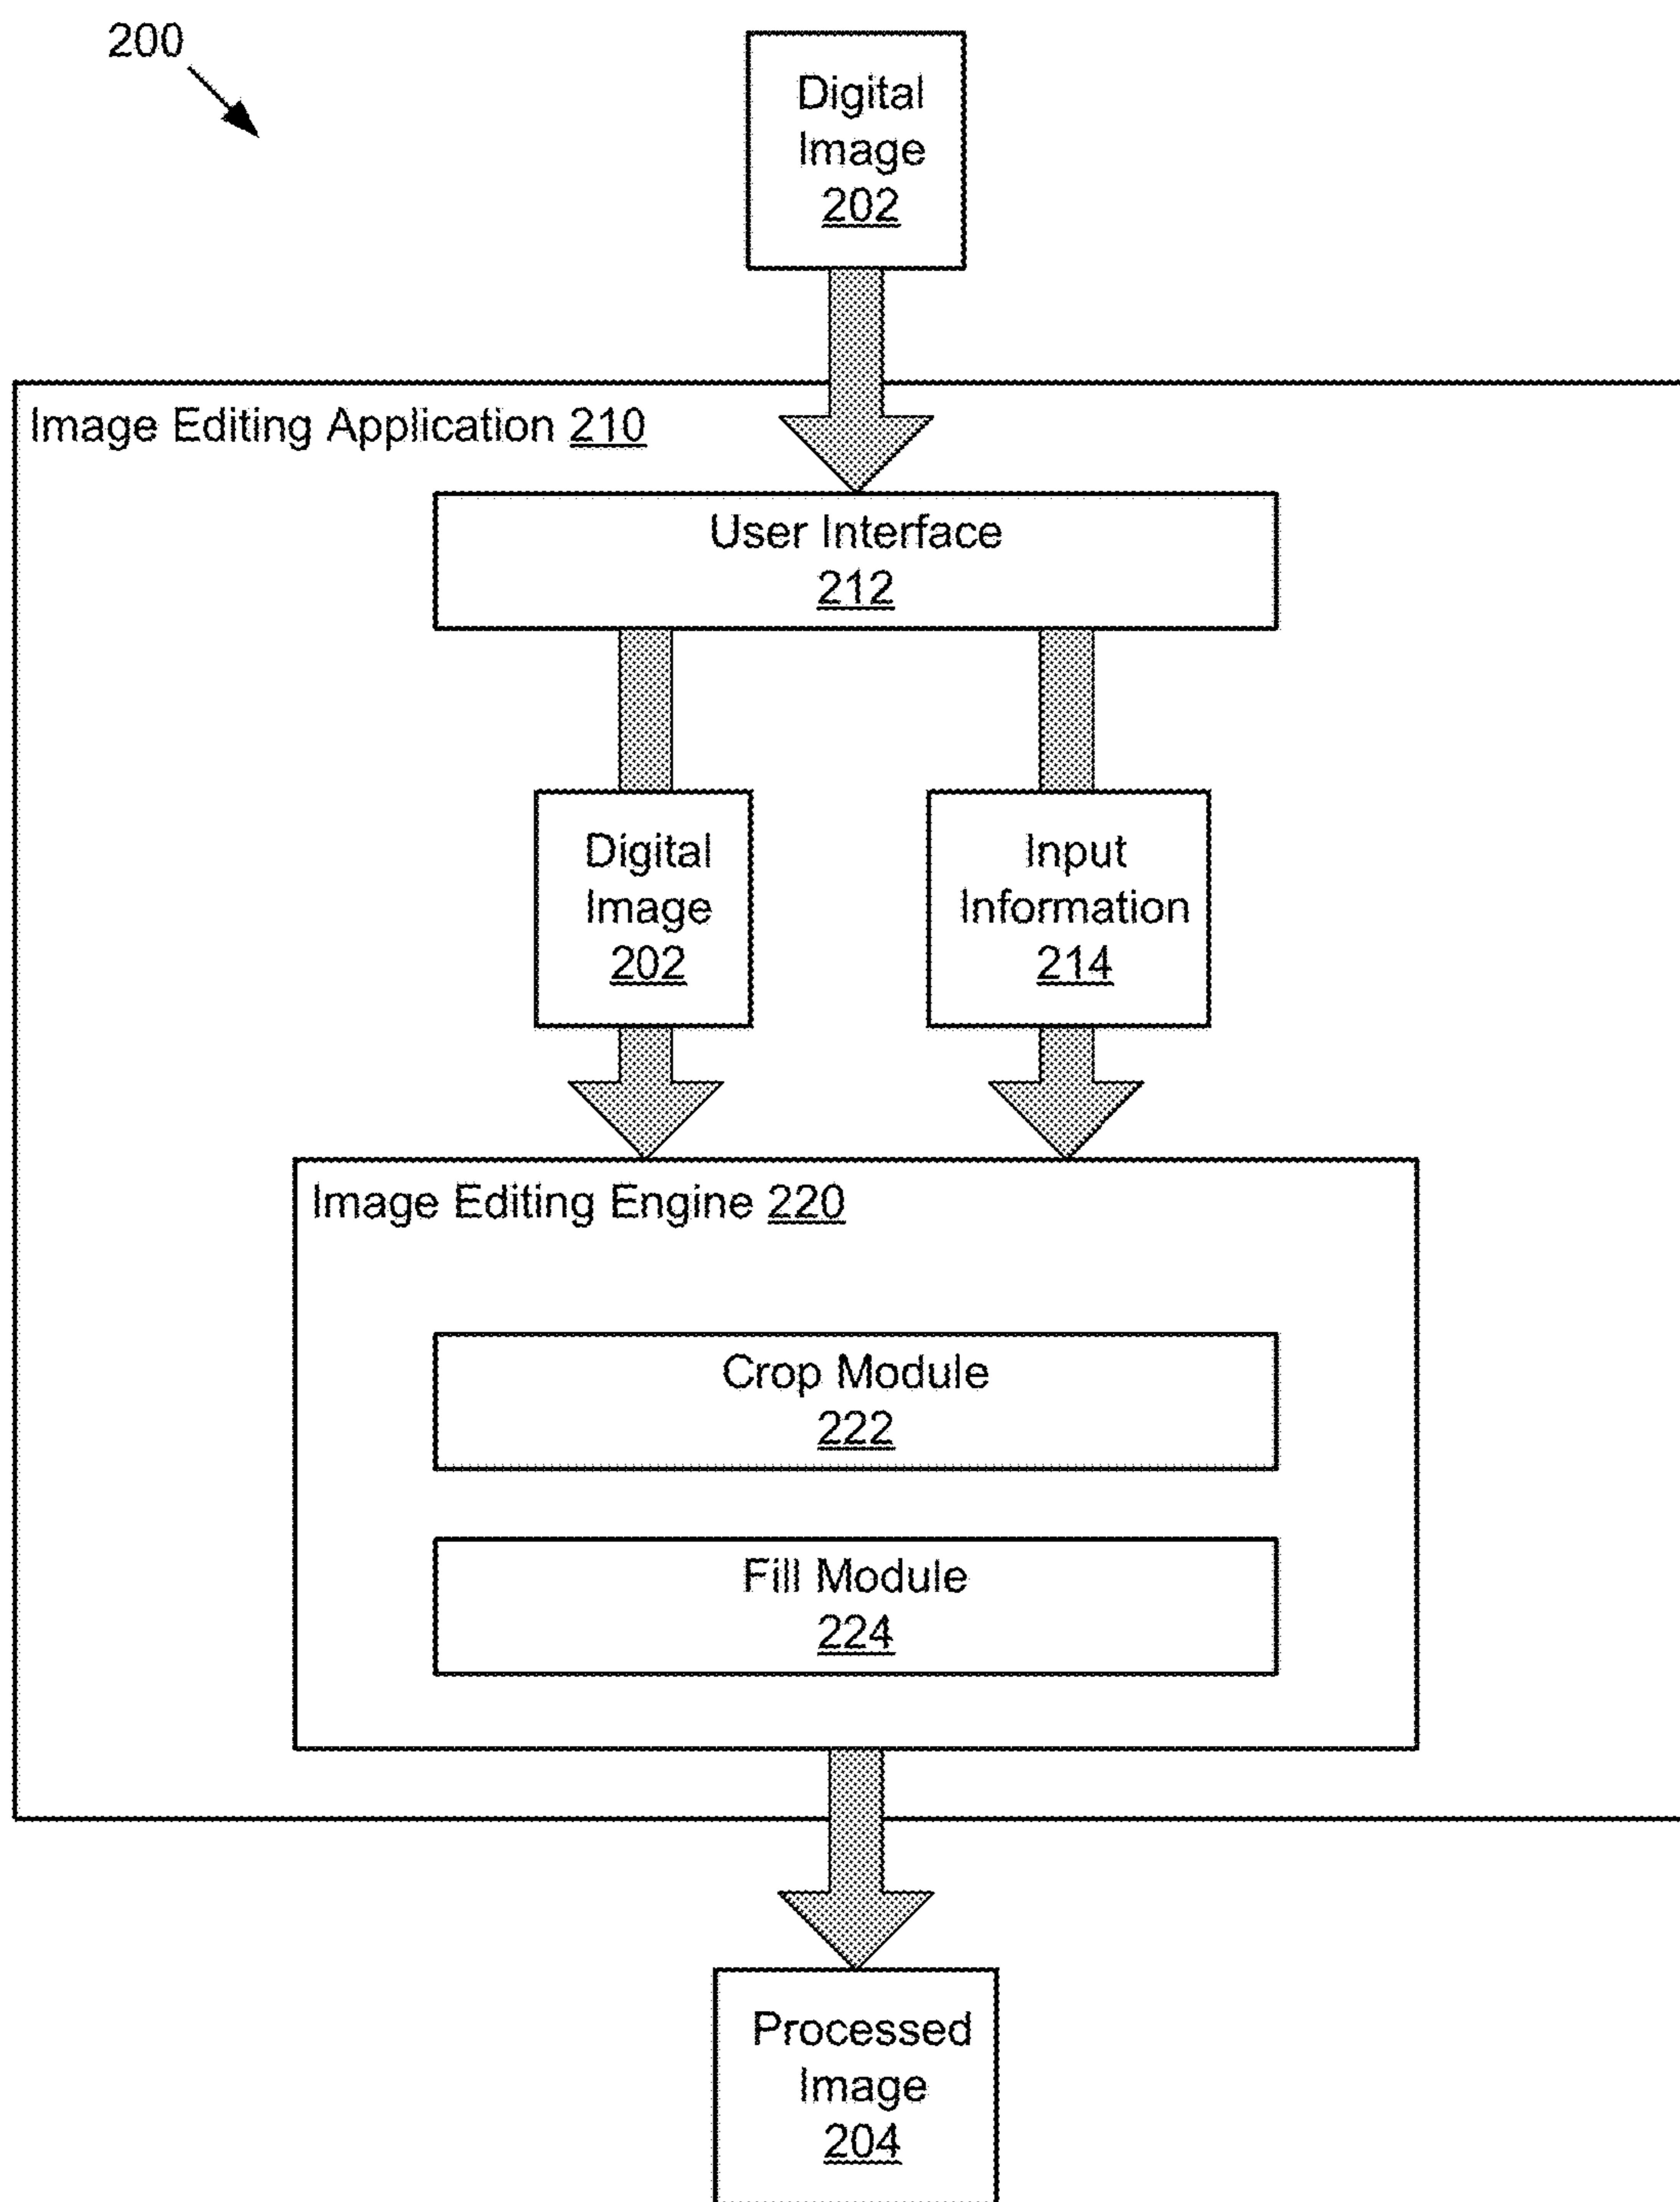 200
Digital
Image
202
Image Editing Application 210
User Interface
212
Digital
Image
202
Input
Information
214
Image Editing Engine 220
Crop Module
222
Fill Module
224
Processed
Image
204